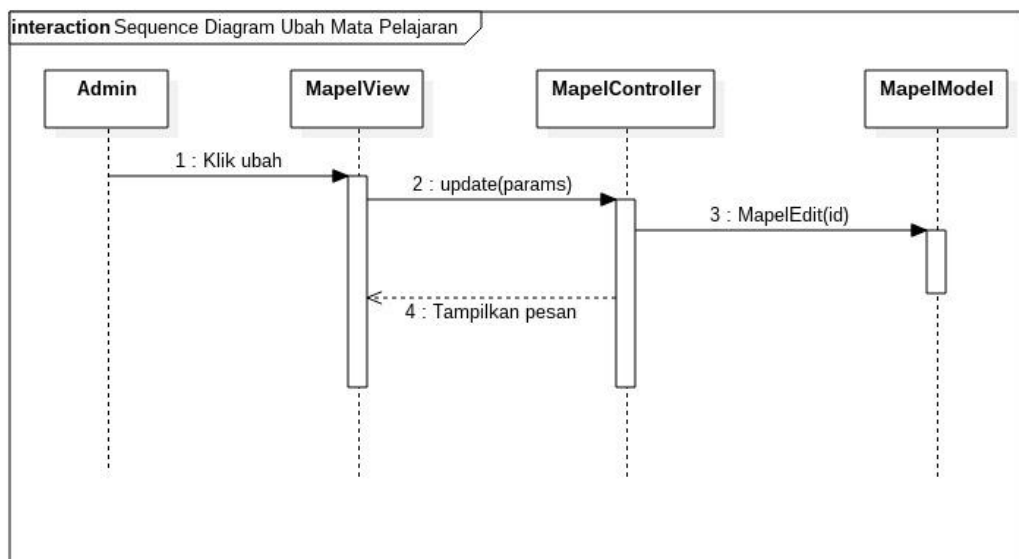 interaction Sequence Diagram Ubah Mata Pelajaran
Admin
MapelView
MapelController
MapelModel
1 : Klik ubah
2 : update(params)
3 : MapelEdit(id)
4 : Tampilkan pesan